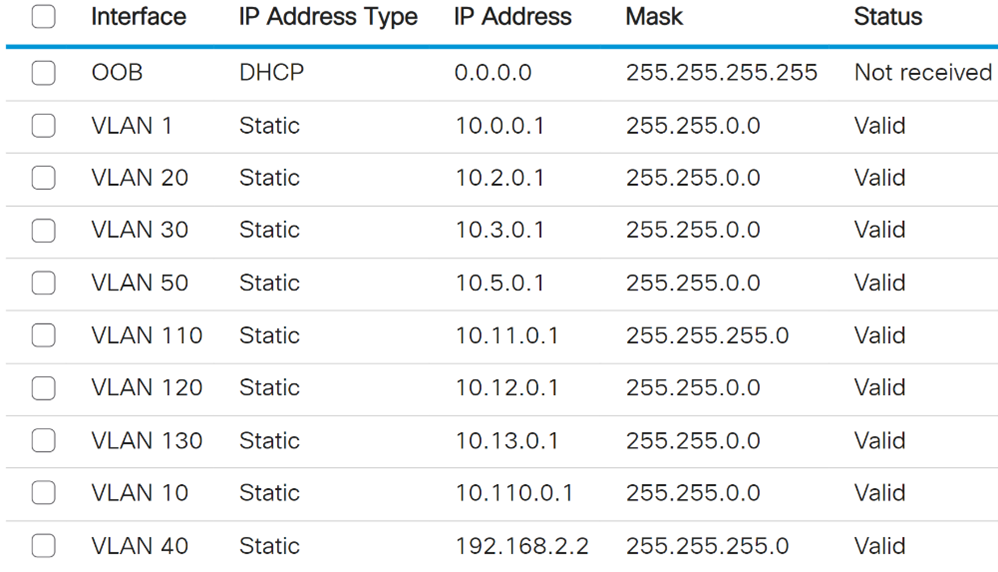 Interface IP Address Type IP Address Mask Status
OOB DHCP 0.0.0.0 255.255.255.255 Not received
VLAN 1 Static 10.0.0.1 255.255.0.0 Valid
VLAN 20 Static 10.2.0.1 255.255.0.0 Valid
VLAN 30 Static 10.3.0.1 255.255.0.0 Valid
VLAN 50 Static 10.5.0.1 255.255.0.0 Valid
VLAN 110 Static 10.11.0.1 255.255.255.0 Valid
VLAN 120 Static 10.12.0.1 255.255.0.0 Valid
VLAN 130 Static 10.13.0.1 255.255.0.0 Valid
VLAN 10 Static 10.110.0.1 255.255.0.0 Valid
VLAN 40 Static 192.168.2.2 255.255.255.0 Valid